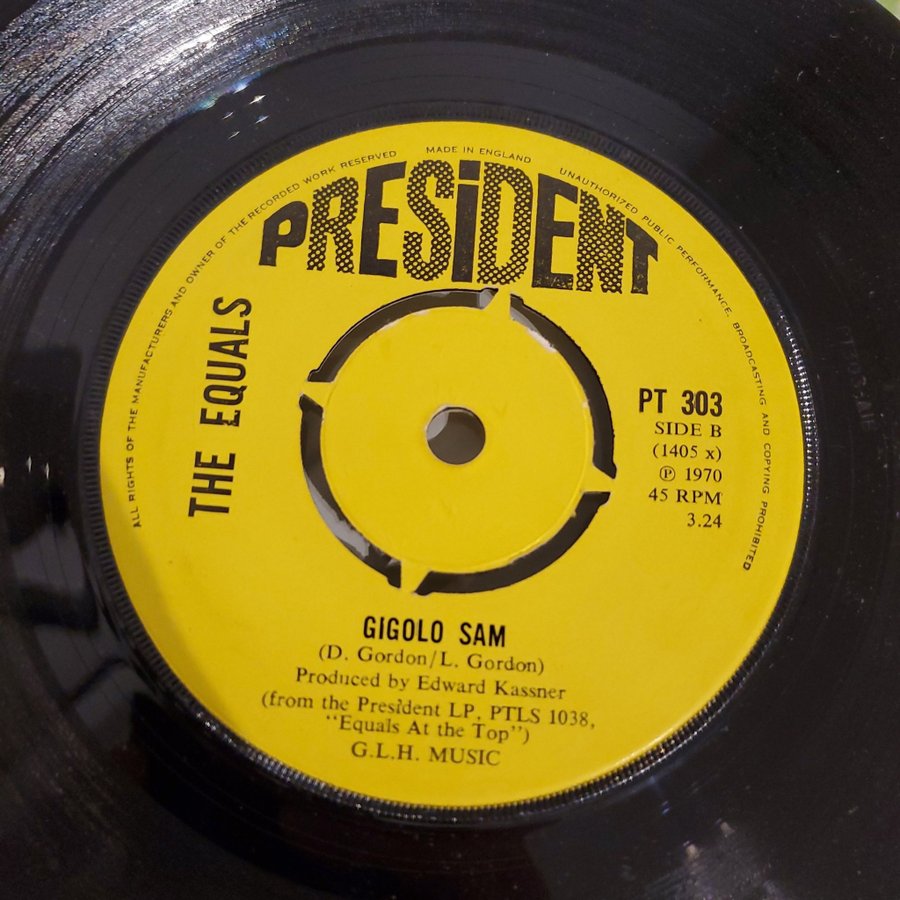 ALL RIGHTS OF THE MANUFACTURERS AND OWNER OF THE RECORDED WORK RESERVED
MADE IN ENGLAND
UNAUTHORIZED PUBLIC PERFORMANCE, BROADCASTING AND COPYING PROHIBITED
PRESiDENT
THE EQUALS
PT 303
SIDE B
(1405 x)
℗ 1970
45 RPM
3.24
GIGOLO SAM
(D. Gordon/L. Gordon)
Produced by Edward Kassner
(from the President LP, PTLS 1038,
"Equals At the Top")
G.L.H. MUSIC